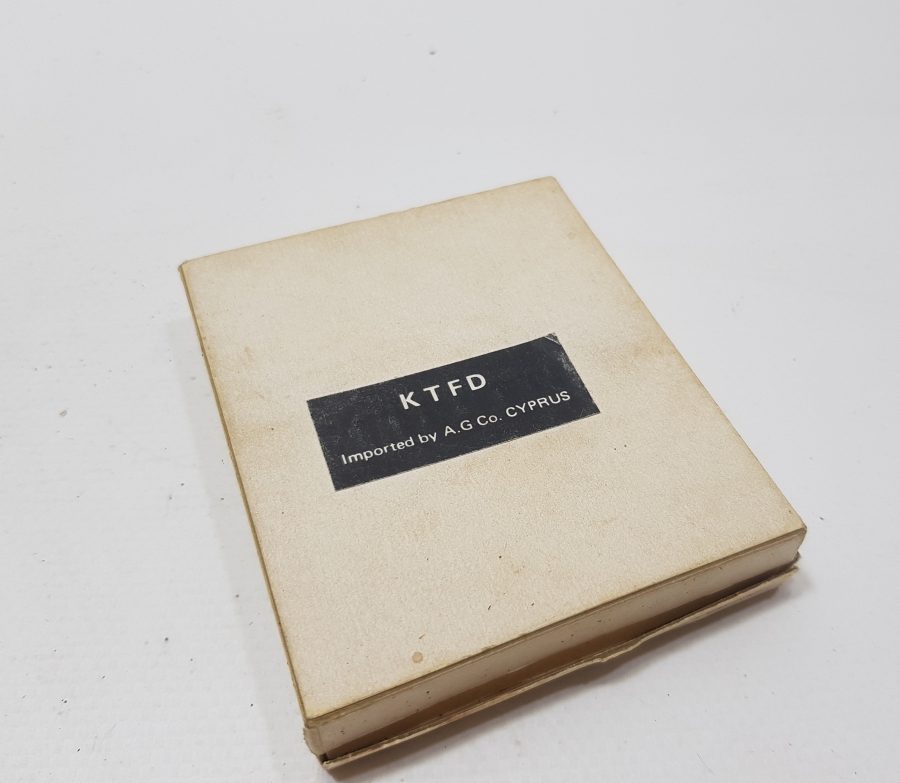 KTFD
Imported by A.G Co. CYPRUS